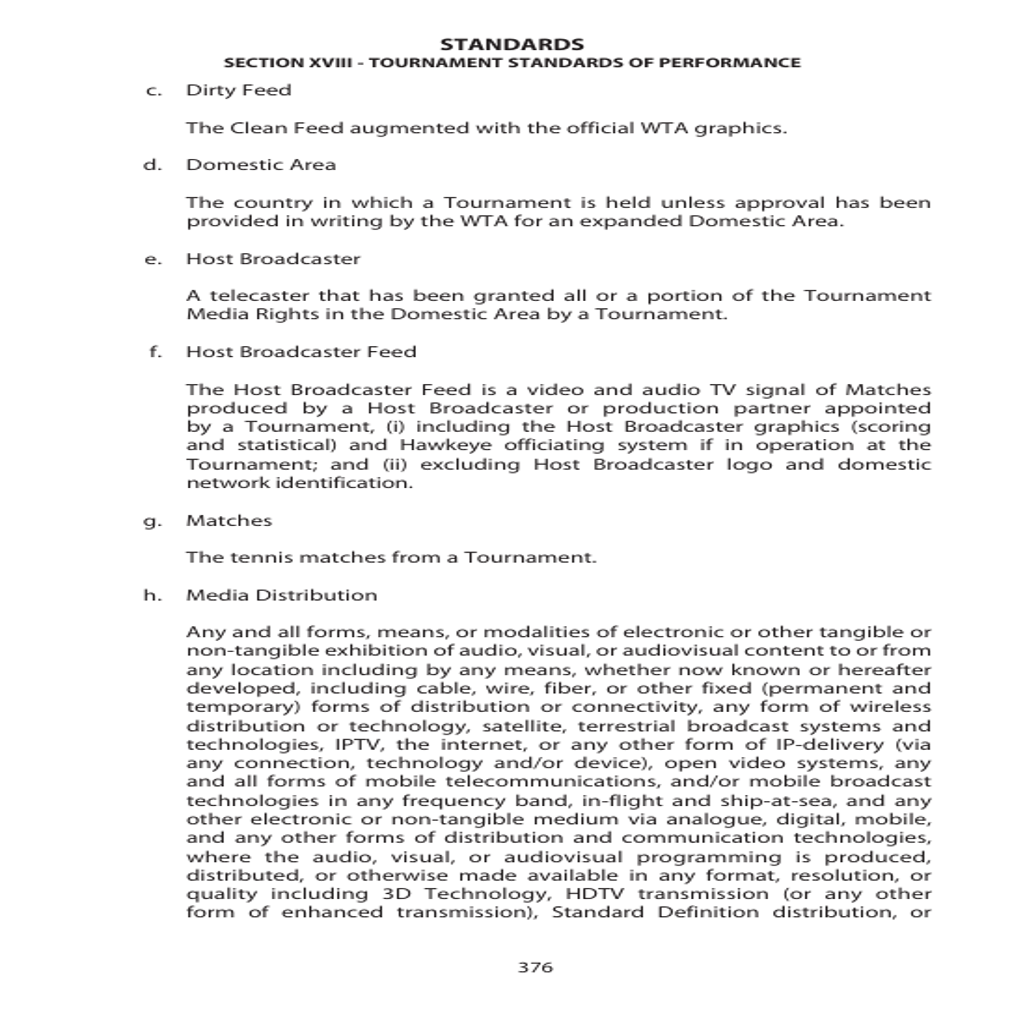 STANDARDS
SECTION XVIII - TOURNAMENT STANDARDS OF PERFORMANCE
c. Dirty Feed
The Clean Feed augmented with the official WTA graphics.
d. Domestic Area
The country in which a Tournament is held unless approval has been
provided in writing by the WTA for an expanded Domestic Area.
e. Host Broadcaster
A telecaster that has been granted all or a portion of the Tournament
Media Rights in the Domestic Area by a Tournament.
f. Host Broadcaster Feed
The Host Broadcaster Feed is a video and audio TV signal of Matches
produced by a Host Broadcaster or production partner appointed
by a Tournament, (i) including the Host Broadcaster graphics (scoring
and statistical) and Hawkeye officiating system if in operation at the
Tournament; and (ii) excluding Host Broadcaster logo and domestic
network identification.
g. Matches
The tennis matches from a Tournament.
h. Media Distribution
Any and all forms, means, or modalities of electronic or other tangible or
non-tangible exhibition of audio, visual, or audiovisual content to or from
any location including by any means, whether now known or hereafter
developed, including cable, wire, fiber, or other fixed (permanent and
temporary) forms of distribution or connectivity, any form of wireless
distribution or technology, satellite, terrestrial broadcast systems and
technologies, IPTV, the internet, or any other form of IP-delivery (via
any connection, technology and/or device), open video systems, any
and all forms of mobile telecommunications, and/or mobile broadcast
technologies in any frequency band, in-flight and ship-at-sea, and any
other electronic or non-tangible medium via analogue, digital, mobile,
and any other forms of distribution and communication technologies,
where the audio, visual, or audiovisual programming is produced,
distributed, or otherwise made available in any format, resolution, or
quality including 3D Technology, HDTV transmission (or any other
form of enhanced transmission), Standard Definition distribution, or
376